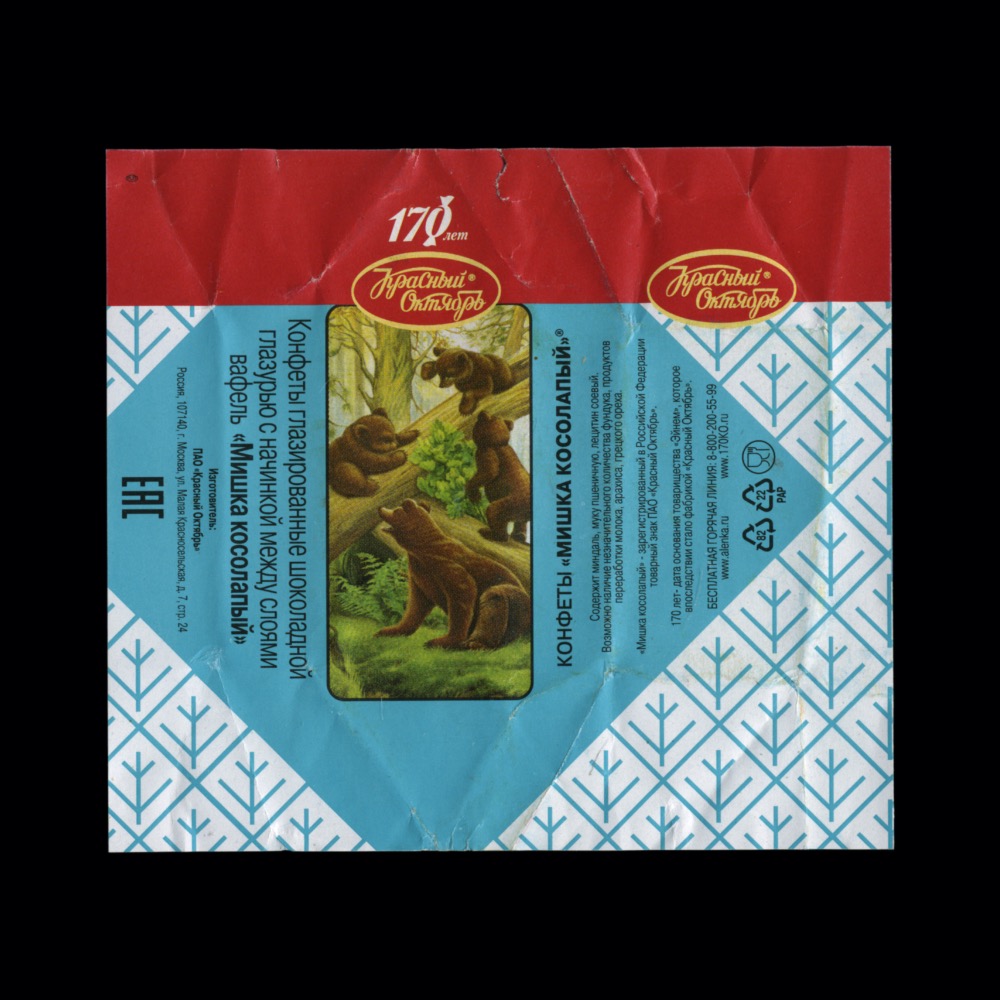 170 лет
Красный®
Октябрь
Красный®
Октябрь
Конфеты глазированные шоколадной
глазурью с начинкой между слоями
вафель «Мишка косолапый»
Изготовитель:
ПАО «Красный Октябрь»
Россия, 107140, г. Москва, ул. Малая Красносельская, д. 7, стр. 24
EAC
КОНФЕТЫ «МИШКА КОСОЛАПЫЙ»®
Содержит миндаль, муку пшеничную, лецитин соевый.
Возможно наличие незначительного количества фундука, продуктов
переработки молока, арахиса, грецкого ореха.
«Мишка косолапый» - зарегистрированный в Российской Федерации
товарный знак ПАО «Красный Октябрь».
170 лет- дата основания товарищества «Эйнем», которое
впоследствии стало фабрикой «Красный Октябрь».
БЕСПЛАТНАЯ ГОРЯЧАЯ ЛИНИЯ: 8-800-200-55-99
www.alenka.ru www.170KO.ru
82
22
PAP